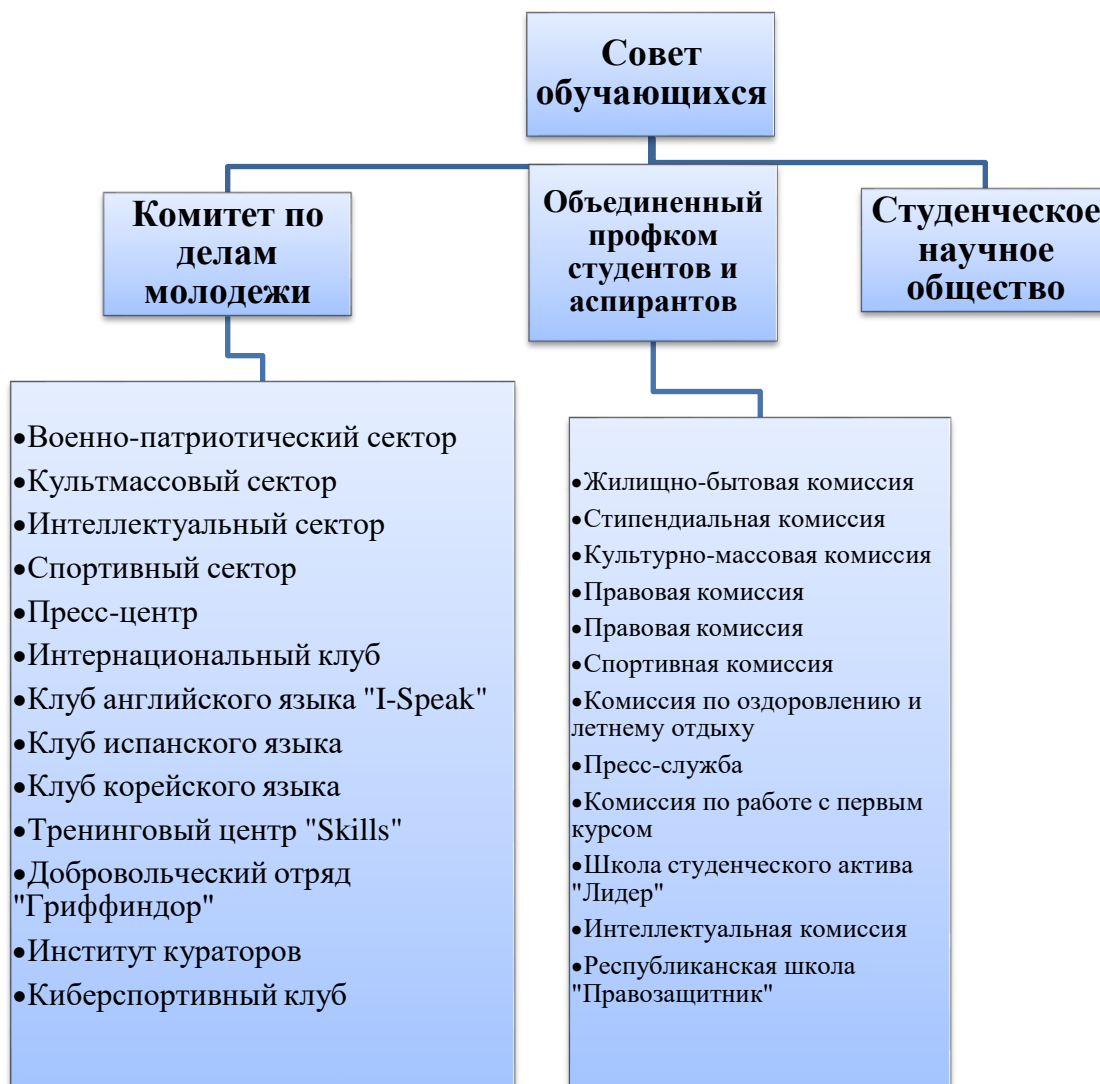 Совет
обучающихся
Комитет по
делам
молодежи
Объединенный
профком
студентов и
аспирантов
Студенческое
научное
общество
•Военно-патриотический сектор
•Культмассовый сектор
•Интеллектуальный сектор
•Спортивный сектор
•Пресс-центр
•Интернациональный клуб
•Клуб английского языка "I-Speak"
•Клуб испанского языка
•Клуб корейского языка
•Тренинговый центр "Skills"
•Добровольческий отряд
"Гриффиндор"
•Институт кураторов
•Киберспортивный клуб
•Жилищно-бытовая комиссия
•Стипендиальная комиссия
•Культурно-массовая комиссия
•Правовая комиссия
•Правовая комиссия
•Спортивная комиссия
•Комиссия по оздоровлению и
летнему отдыху
•Пресс-служба
•Комиссия по работе с первым
курсом
•Школа студенческого актива
"Лидер"
•Интеллектуальная комиссия
•Республиканская школа
"Правозащитник"